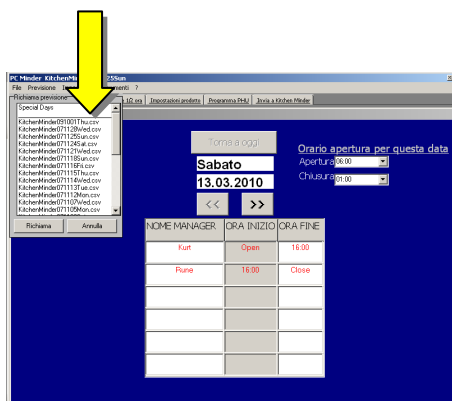 PC Minder KitchenMin 25Sun
File Previsione menti ?
Richiama previsione
1/2 ora Impostazioni prodotto Programma PHU Invia a Kitchen Minder
Special Days
KitchenMinder091001Thu.csv
KitchenMinder071128Wed.csv
KitchenMinder071125Sun.csv
KitchenMinder071124Sat.csv
KitchenMinder071121Wed.csv
KitchenMinder071118Sun.csv
KitchenMinder071116Fri.csv
KitchenMinder071115Thu.csv
KitchenMinder071114Wed.csv
KitchenMinder071113Tue.csv
KitchenMinder071112Mon.csv
KitchenMinder071107Wed.csv
KitchenMinder071105Mon.csv
Richiama Annulla
Torna a oggi
Sabato
13.03.2010
<< >>
Orario apertura per questa data
Apertura 06:00
Chiusura 01:00
NOME MANAGER ORA INIZIO ORA FINE
Kurt Open 16:00
Rune 16:00 Close